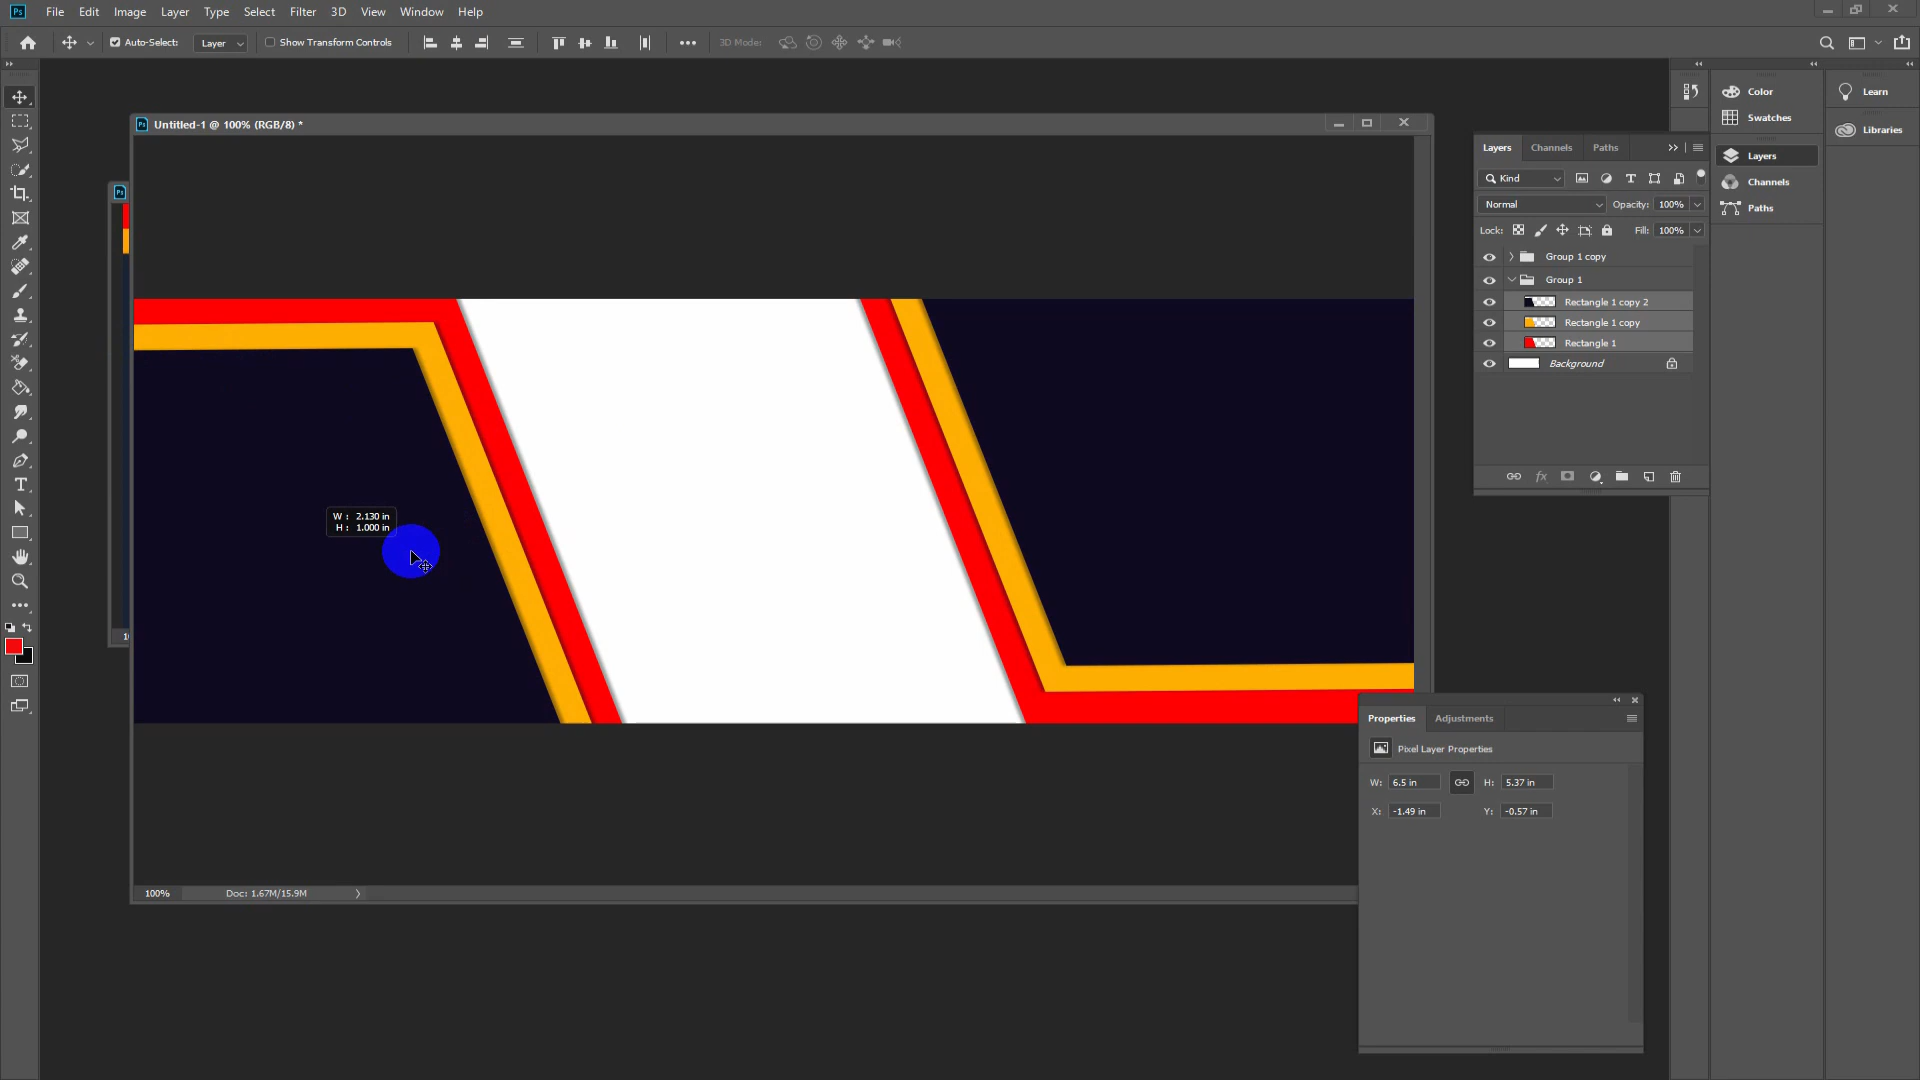 Ps File Edit Image Layer Type Select Filter 3D View Window Help
Auto-Select: Layer Show Transform Controls 3D Mode:
Ps Untitled-1 @ 100% (RGB/8) *
Ps
W : 2.130 in
H : 1.000 in
100% Doc: 1.67M/15.9M
Layers Channels Paths
Kind
Normal Opacity: 100%
Lock: Fill: 100%
Group 1 copy
Group 1
Rectangle 1 copy 2
Rectangle 1 copy
Rectangle 1
Background
fx
Properties Adjustments
Pixel Layer Properties
W: 6.5 in H: 5.37 in
X: -1.49 in Y: -0.57 in
Color
Swatches
Layers
Channels
Paths
Learn
Libraries